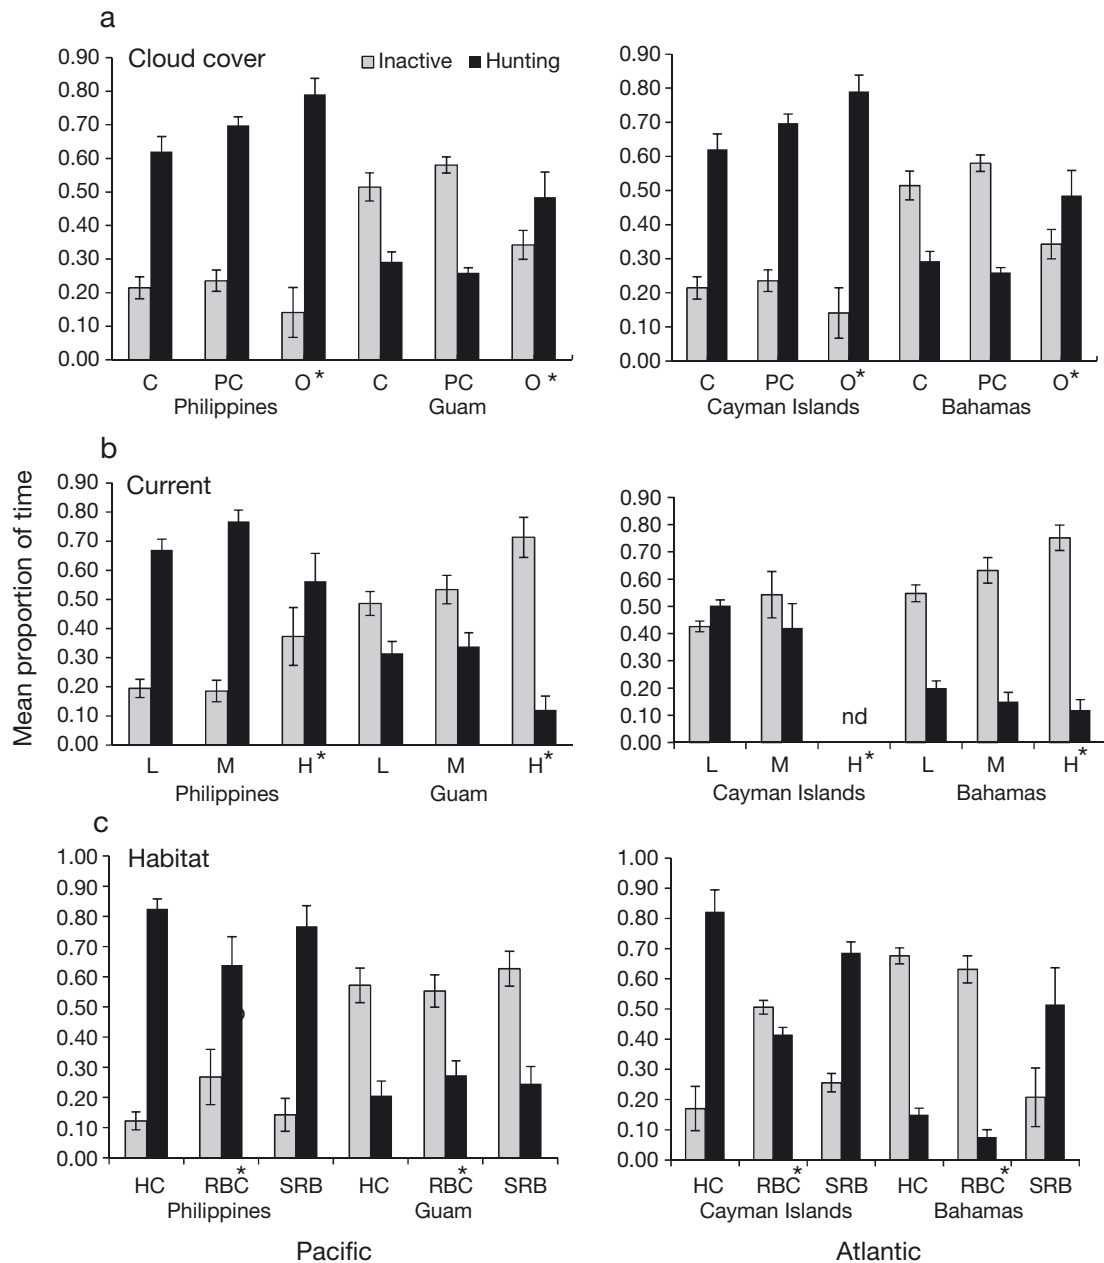 a
Cloud cover
Inactive Hunting
0.90 0.80 0.70 0.60 0.50 0.40 0.30 0.20 0.10 0.00
C PC O* C PC O*
Philippines Guam
0.90 0.80 0.70 0.60 0.50 0.40 0.30 0.20 0.10 0.00
C PC O* C PC O*
Cayman Islands Bahamas
Mean proportion of time
b
Current
0.90 0.80 0.70 0.60 0.50 0.40 0.30 0.20 0.10 0.00
L M H* L M H*
Philippines Guam
0.90 0.80 0.70 0.60 0.50 0.40 0.30 0.20 0.10 0.00
nd
L M H* L M H*
Cayman Islands Bahamas
c
Habitat
1.00 0.90 0.80 0.70 0.60 0.50 0.40 0.30 0.20 0.10 0.00
HC RBC* SRB HC RBC* SRB
Philippines Guam
Pacific
1.00 0.90 0.80 0.70 0.60 0.50 0.40 0.30 0.20 0.10 0.00
HC RBC* SRB HC RBC* SRB
Cayman Islands Bahamas
Atlantic